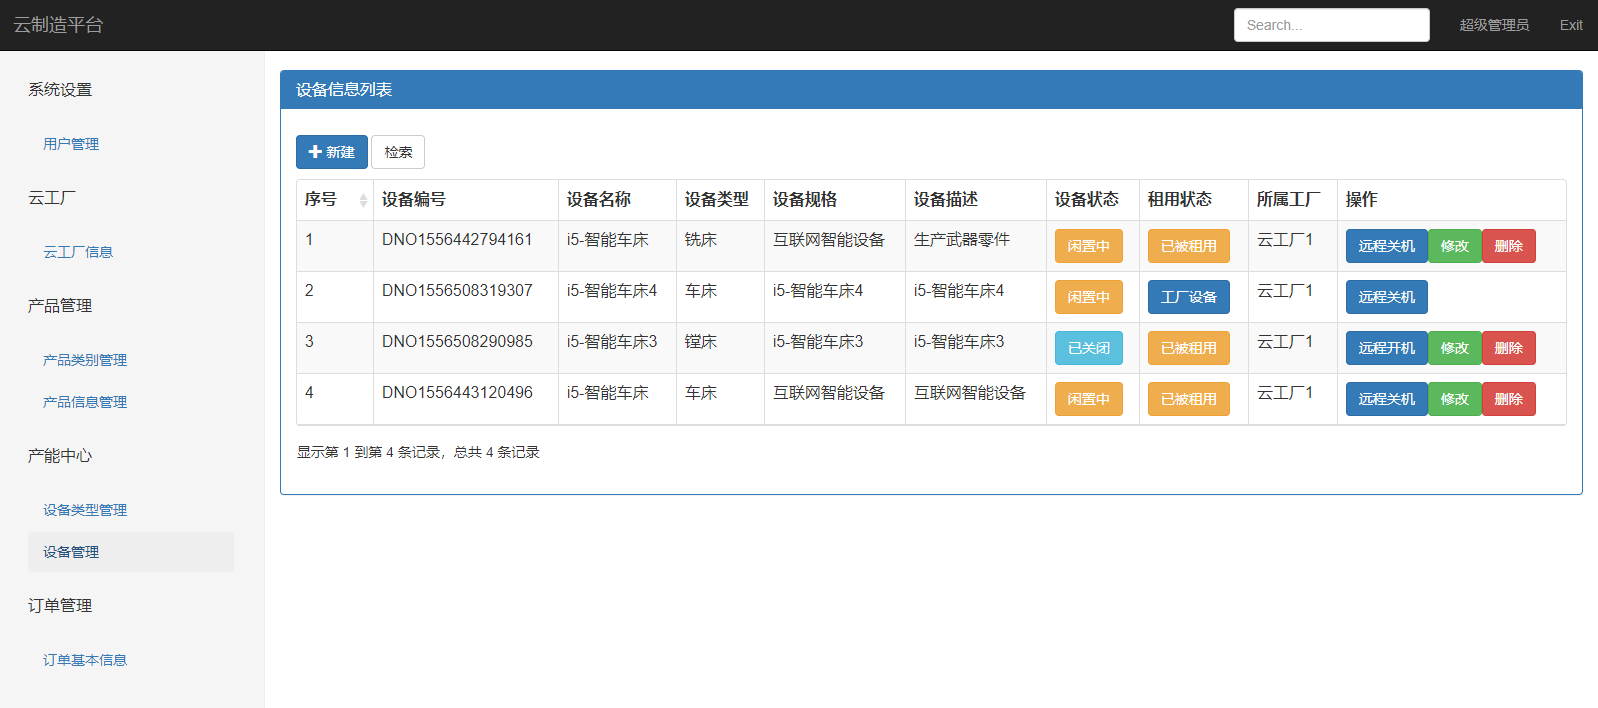 云制造平台 Search... 超级管理员 Exit
系统设置
用户管理
云工厂
云工厂信息
产品管理
产品类别管理
产品信息管理
产能中心
设备类型管理
设备管理
订单管理
订单基本信息
设备信息列表
新建 检索
序号 设备编号 设备名称 设备类型 设备规格 设备描述 设备状态 租用状态 所属工厂 操作
1 DNO1556442794161 i5-智能车床 铣床 互联网智能设备 生产武器零件 闲置中 已被租用 云工厂1 远程关机 修改 删除
2 DNO1556508319307 i5-智能车床4 车床 i5-智能车床4 i5-智能车床4 闲置中 工厂设备 云工厂1 远程关机
3 DNO1556508290985 i5-智能车床3 镗床 i5-智能车床3 i5-智能车床3 已关闭 已被租用 云工厂1 远程开机 修改 删除
4 DNO1556443120496 i5-智能车床 车床 互联网智能设备 互联网智能设备 闲置中 已被租用 云工厂1 远程关机 修改 删除
显示第 1 到第 4 条记录，总共 4 条记录